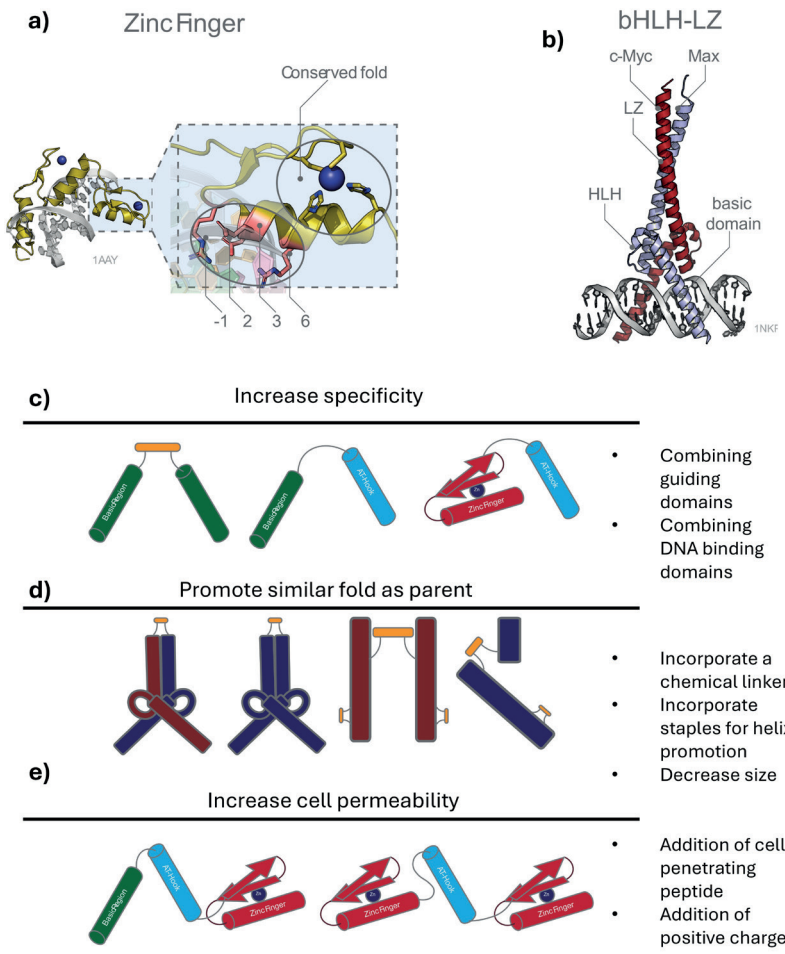 a)
Zinc Finger
Conserved fold
1AAY
-1 2 3 6
b)
bHLH-LZ
c-Myc Max
LZ
HLH
basic
domain
1NKP
c)
Increase specificity
Basic Region
Basic Region
AT-Hook
Zn
Zinc Finger
AT-Hook
• Combining
guiding
domains
• Combining
DNA binding
domains
d)
Promote similar fold as parent
• Incorporate a
chemical linker
• Incorporate
staples for helix
promotion
• Decrease size
e)
Increase cell permeability
Basic Region
AT-Hook
Zn
Zinc Finger
Zn
Zinc Finger
AT-Hook
Zn
Zinc Finger
• Addition of cell
penetrating
peptide
• Addition of
positive charge